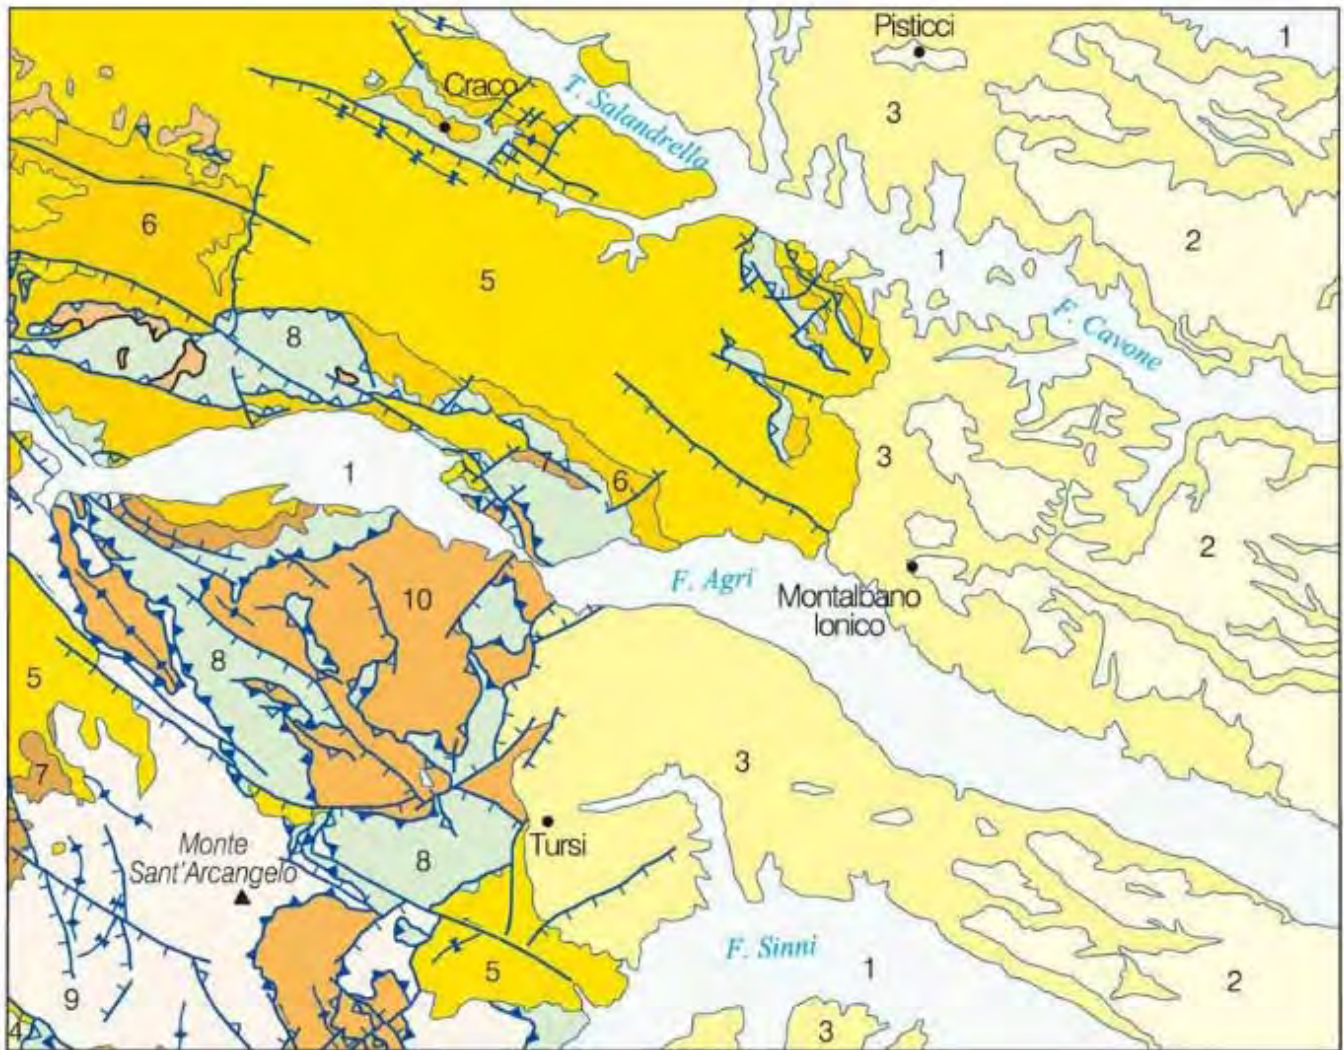 Pisticci
1
Craco
T. Salandrella
3
6
2
5
1
8
F. Cavone
3
1
6
2
10
F. Agri
Montalbano
Ionico
8
5
3
7
Monte
Sant'Arcangelo
Tursi
8
F. Sinni
5
1
2
9
4
3